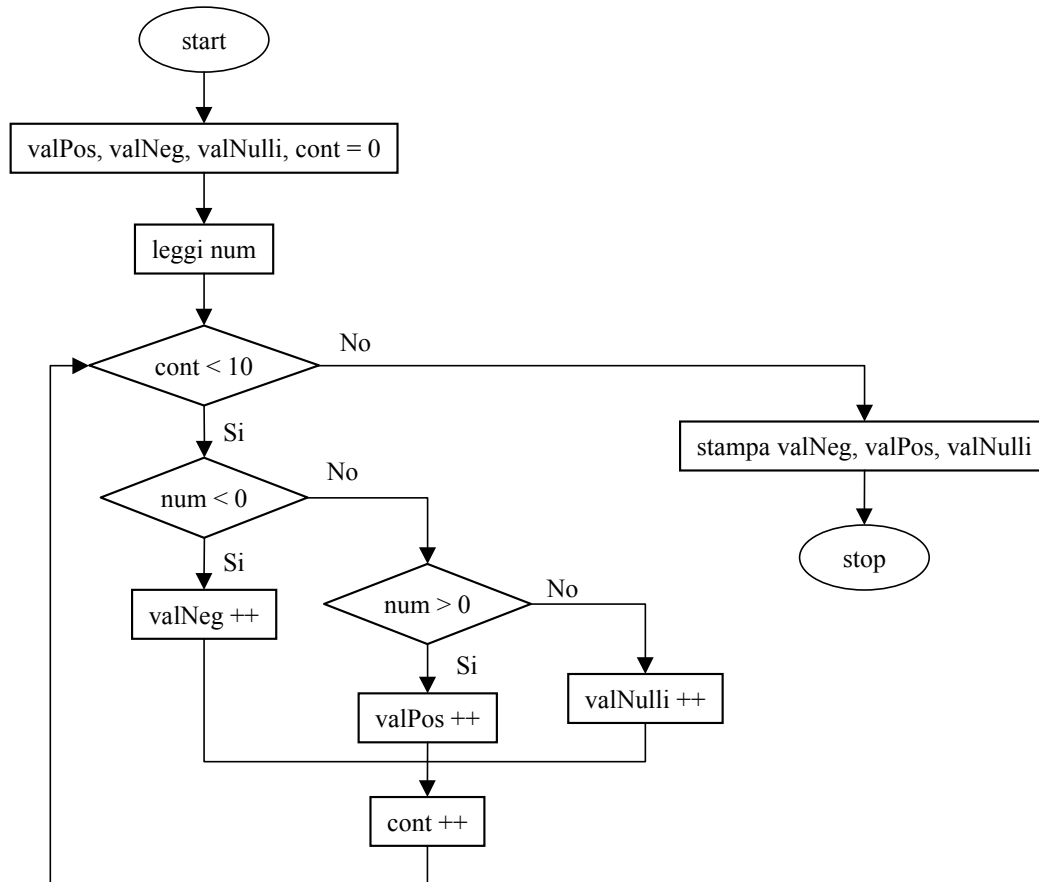 start
valPos, valNeg, valNulli, cont = 0
leggi num
cont < 10
No
Si
stampa valNeg, valPos, valNulli
num < 0
No
Si
stop
valNeg ++
num > 0
No
Si
valPos ++
valNulli ++
cont ++